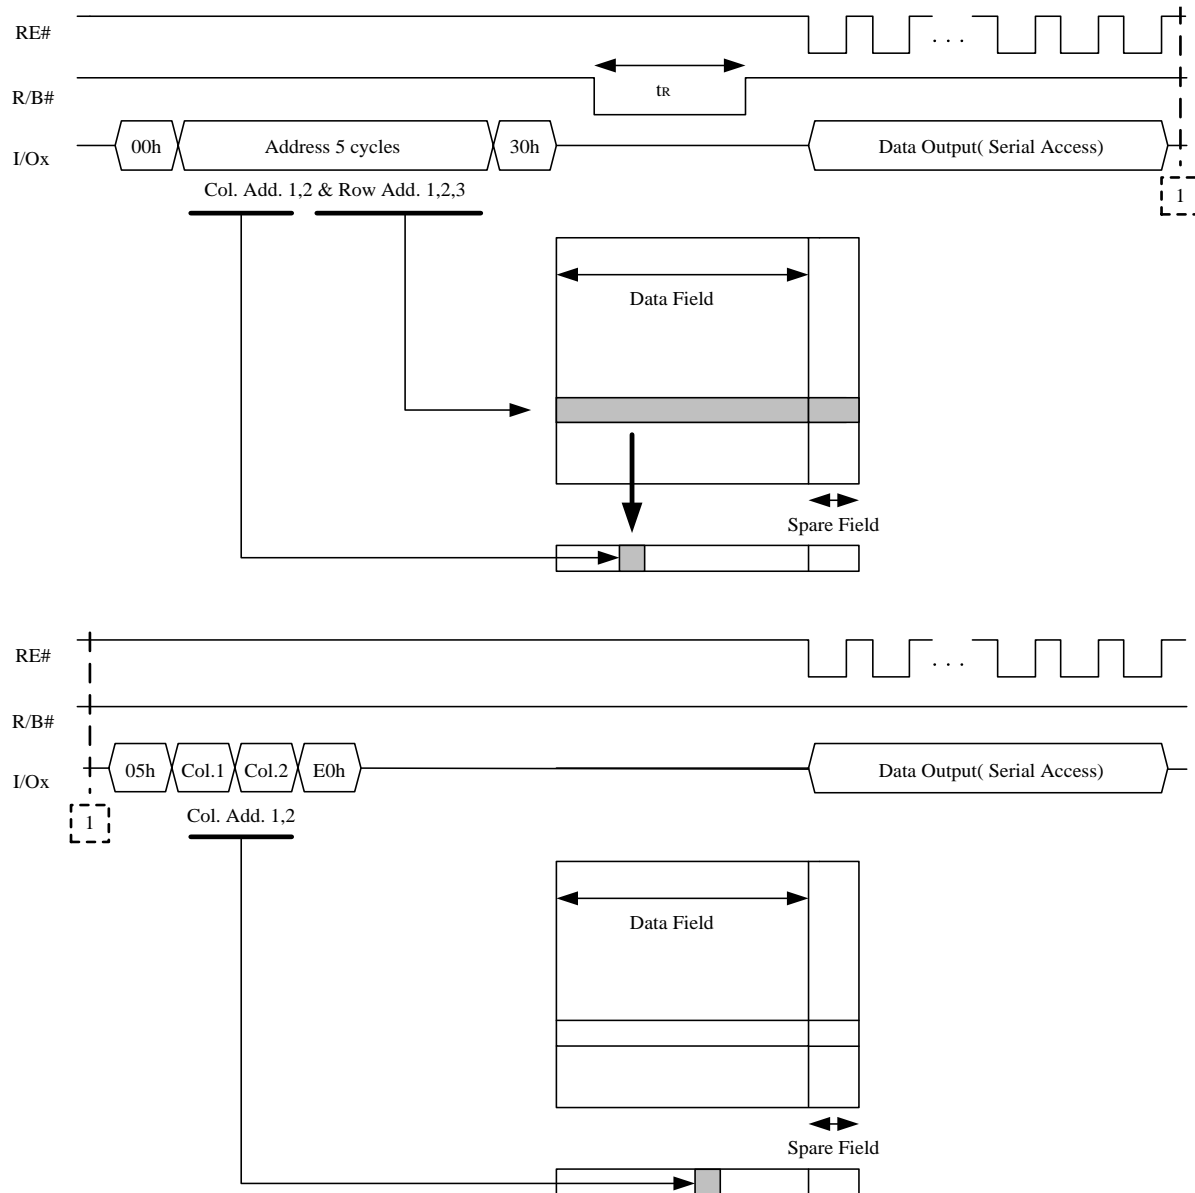 RE#
. . .
R/B#
tR
I/Ox
00h
Address 5 cycles
30h
Data Output( Serial Access)
1
Col. Add. 1,2 & Row Add. 1,2,3
Data Field
Spare Field
RE#
. . .
R/B#
I/Ox
05h
Col.1
Col.2
E0h
Data Output( Serial Access)
1
Col. Add. 1,2
Data Field
Spare Field